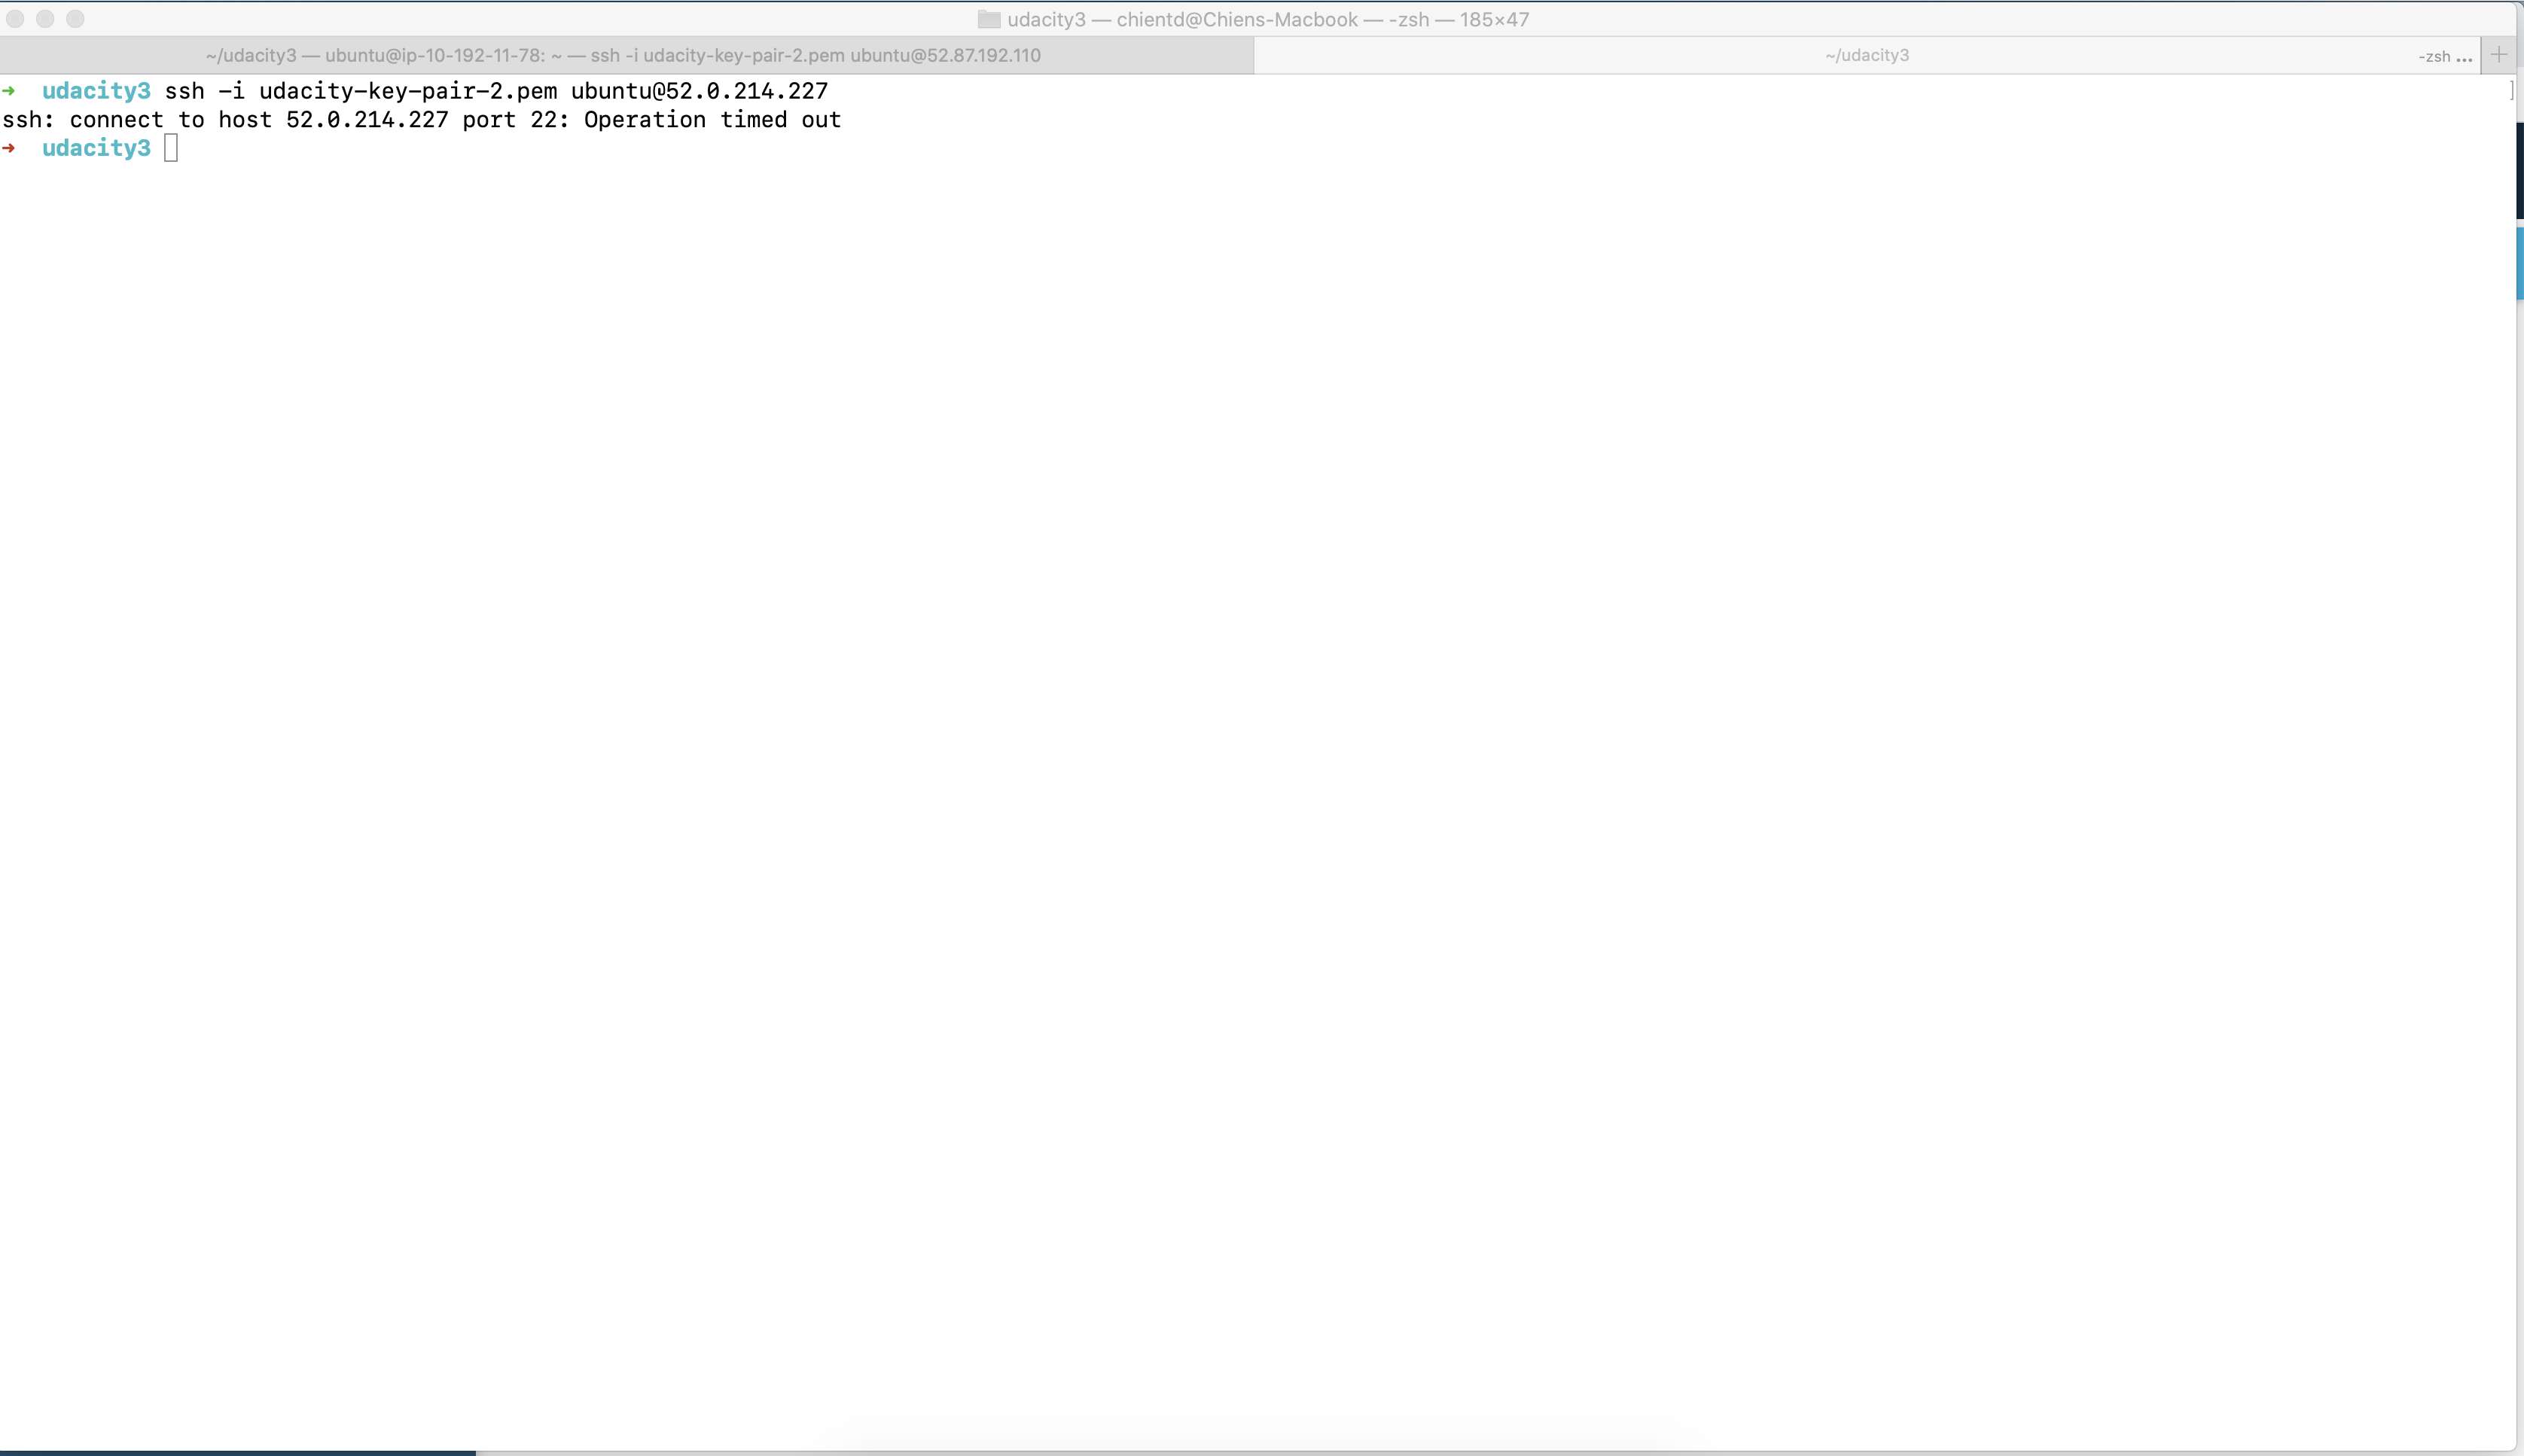 udacity3 — chientd@Chiens-Macbook — -zsh — 185×47
~/udacity3 — ubuntu@ip-10-192-11-78: ~ — ssh -i udacity-key-pair-2.pem ubuntu@52.87.192.110
~/udacity3
-zsh ...
+
➜ udacity3 ssh -i udacity-key-pair-2.pem ubuntu@52.0.214.227
]
ssh: connect to host 52.0.214.227 port 22: Operation timed out
➜ udacity3